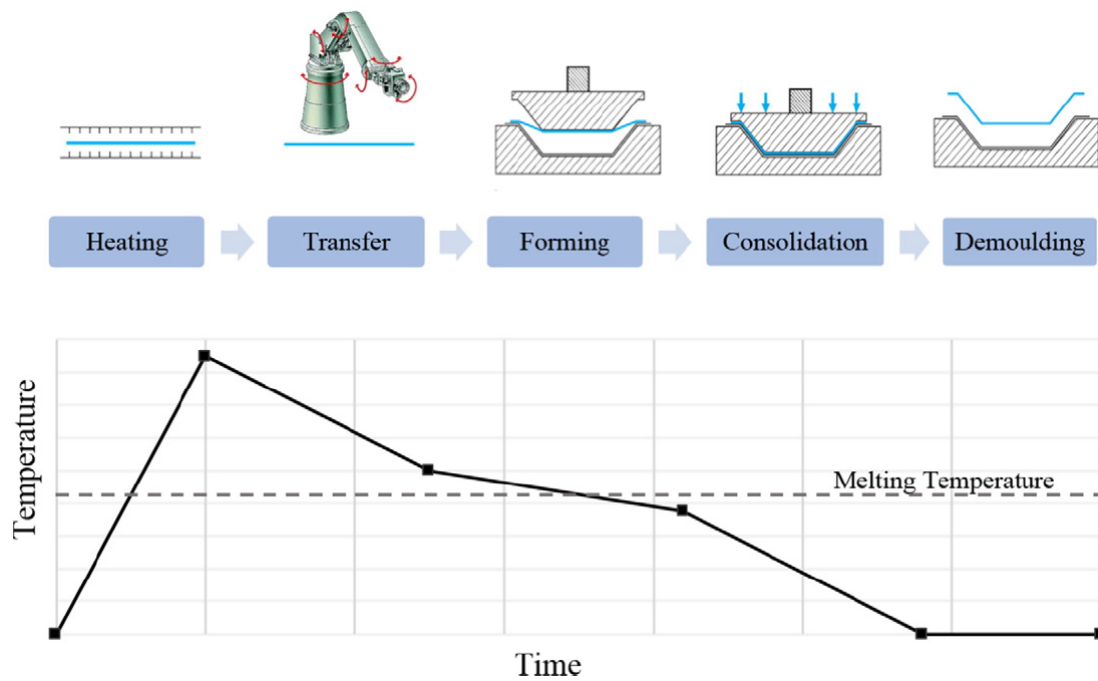 Heating
Transfer
Forming
Consolidation
Demoulding
Temperature
Melting Temperature
Time